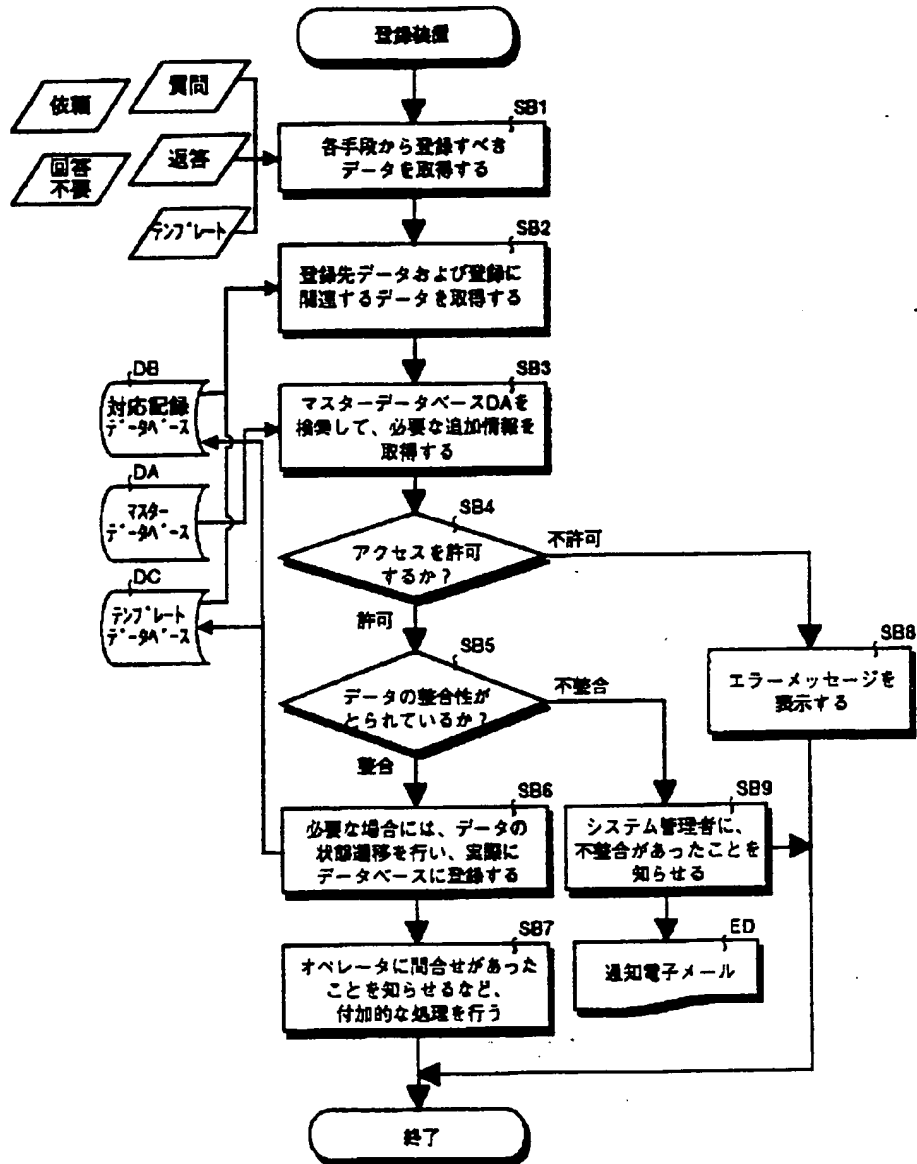 登録装置
依頼
質問
回答
不要
返答
テンプレート
SB1
各手段から登録すべき
データを取得する
SB2
登録先データおよび登録に
関連するデータを取得する
SB3
マスターデータベースDAを
検索して、必要な追加情報を
取得する
DB
対応記録
データベース
DA
マスター
データベース
DC
テンプレート
データベース
SB4
アクセスを許可
するか?
不許可
許可
SB5
データの整合性が
とられているか?
不整合
整合
SB8
エラーメッセージを
表示する
SB6
必要な場合には、データの
状態遷移を行い、実際に
データベースに登録する
SB9
システム管理者に、
不整合があったことを
知らせる
SB7
オペレータに問合せがあった
ことを知らせるなど、
付加的な処理を行う
ED
通知電子メール
終了